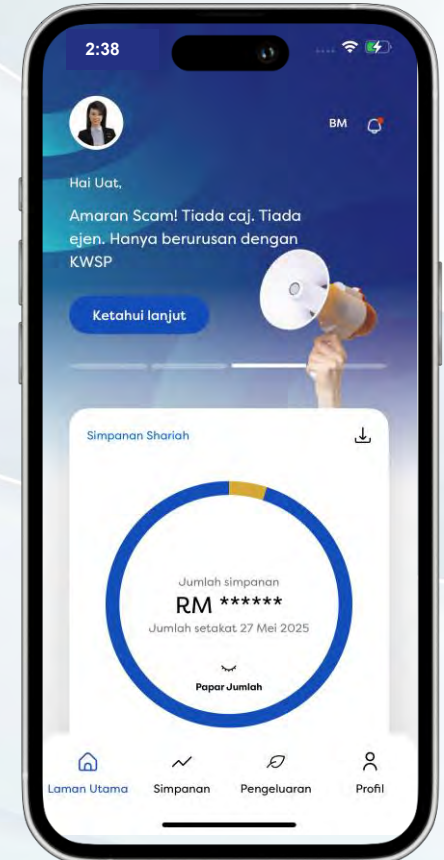 2:38
BM
Hai Uat,
Amaran Scam! Tiada caj. Tiada
ejen. Hanya berurusan dengan
KWSP
Ketahui lanjut
Simpanan Shariah
Jumlah simpanan
RM ******
Jumlah setakat 27 Mei 2025
Papar Jumlah
Laman Utama Simpanan Pengeluaran Profil